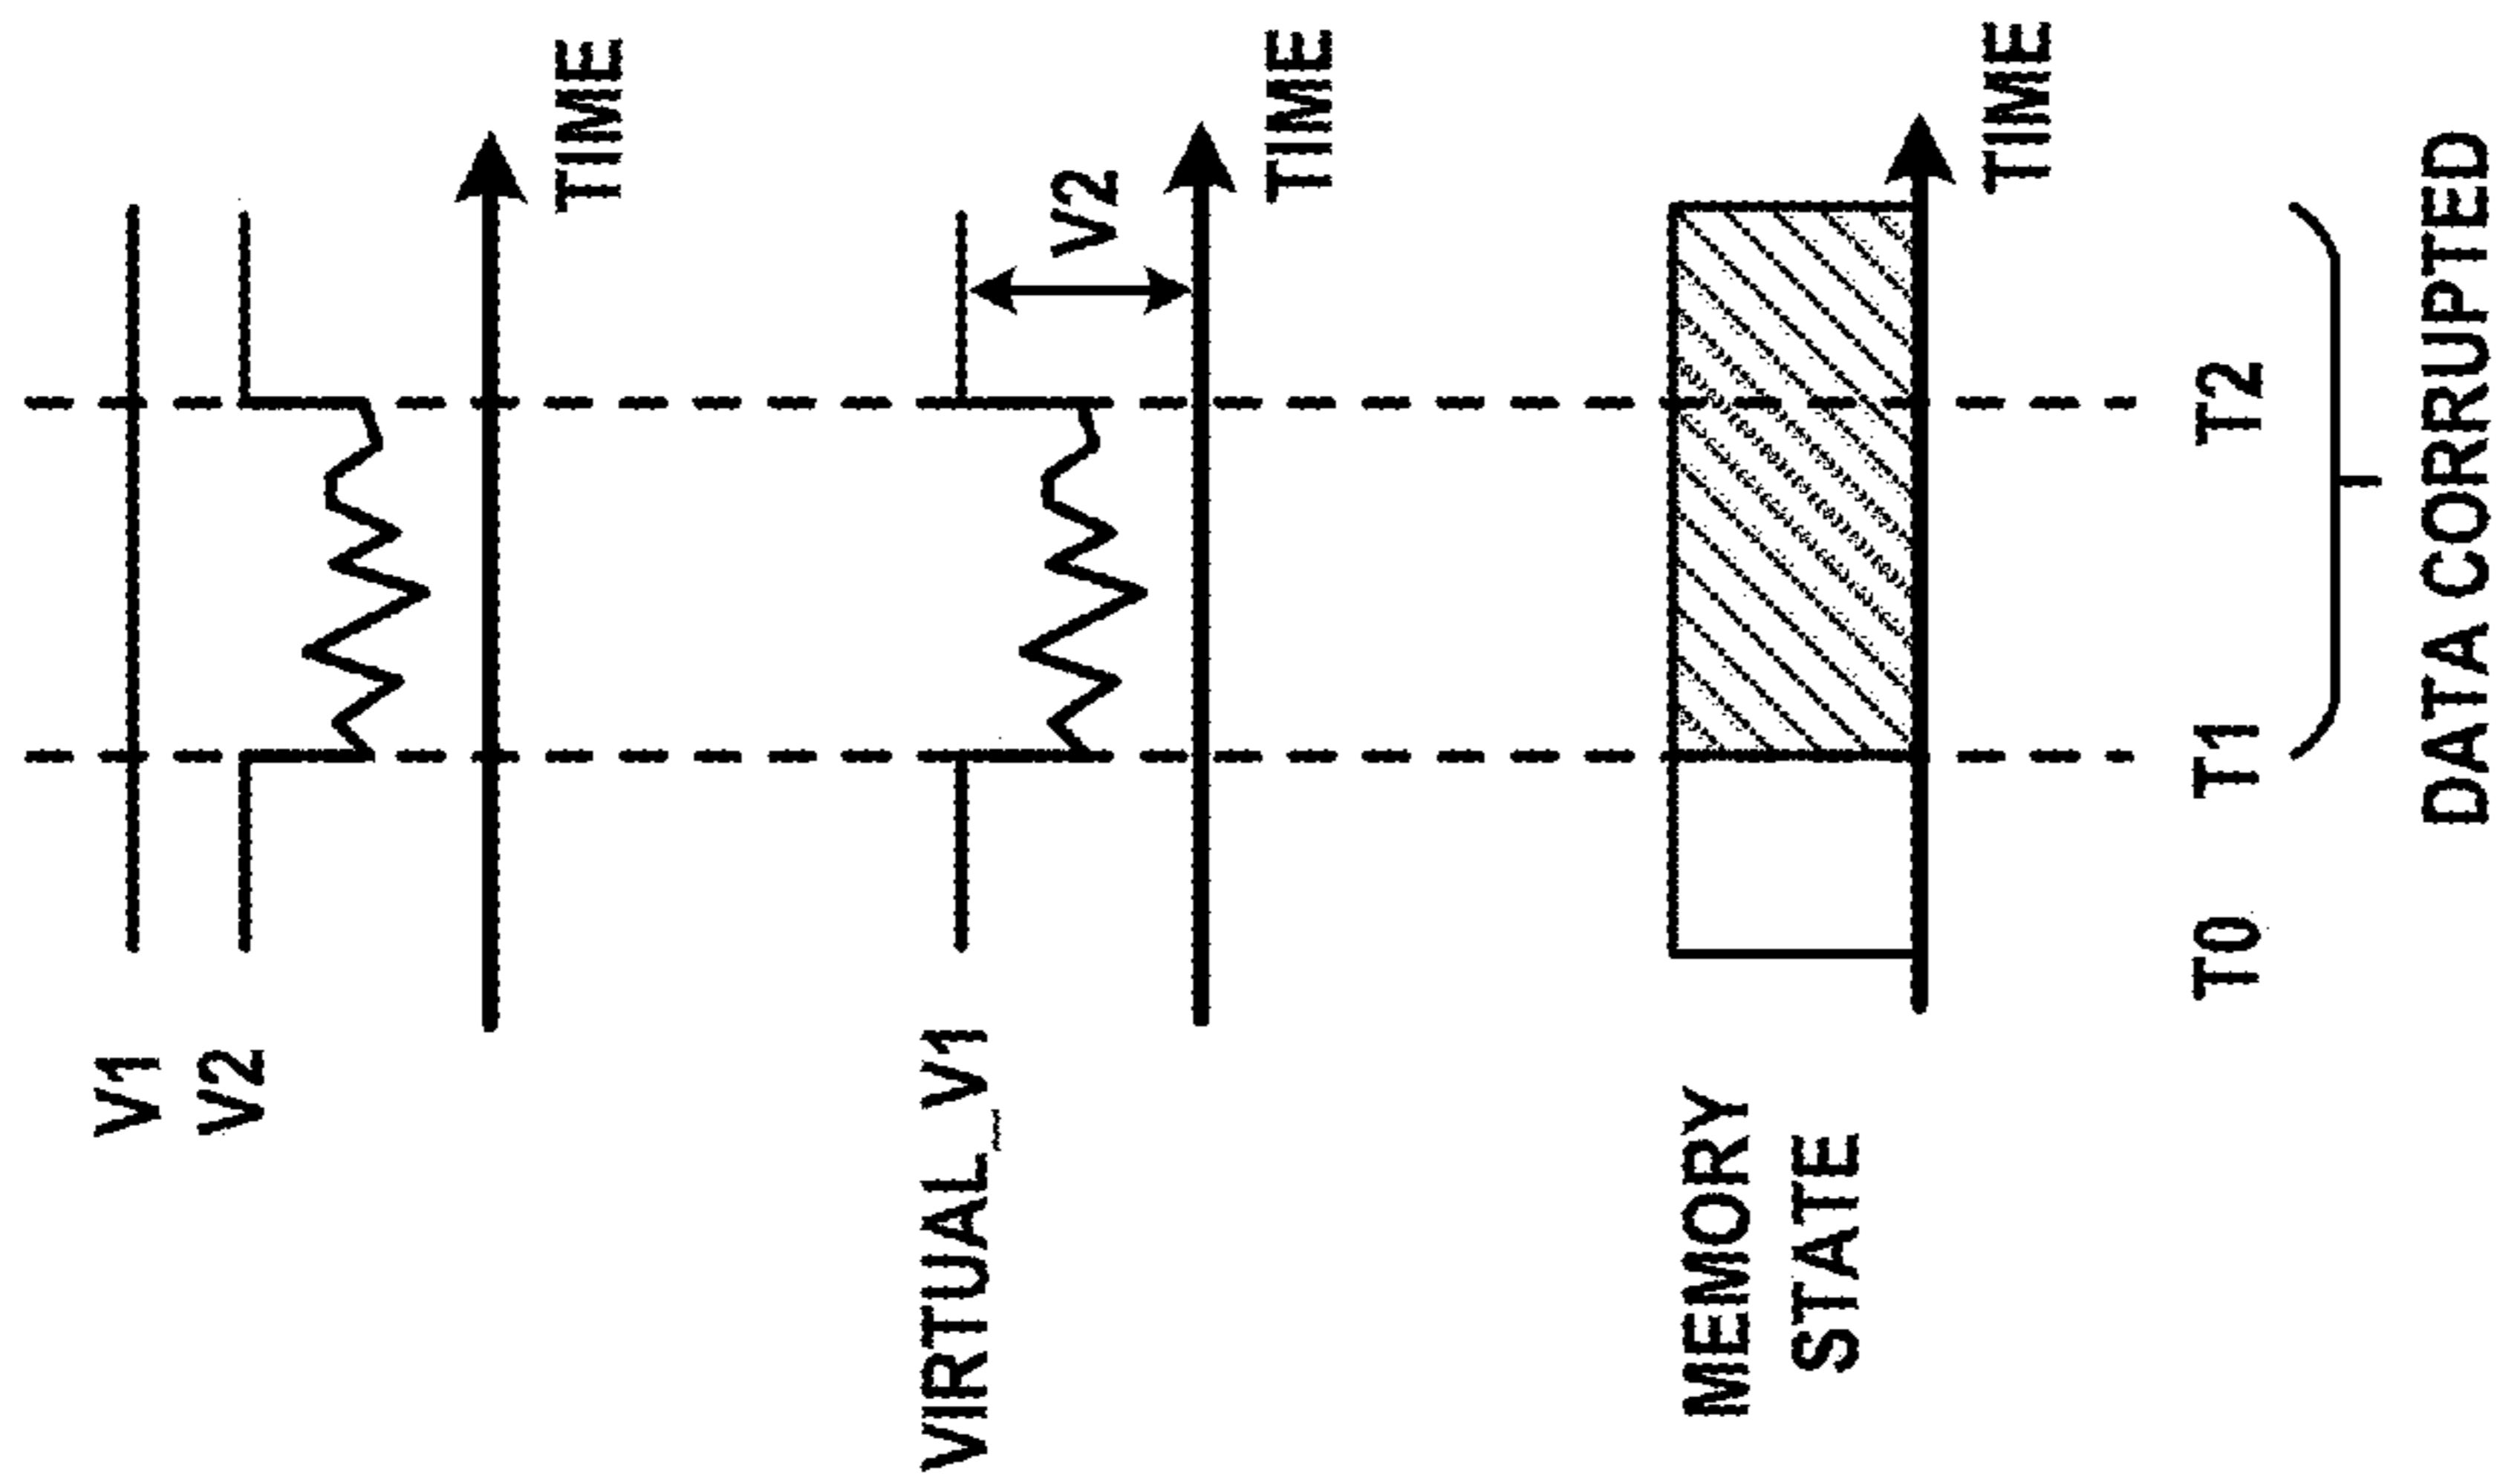 V1
V2
TIME
VIRTUAL_V1
V2
TIME
MEMORY
STATE
TIME
T0 T1 T2
DATA CORRUPTED